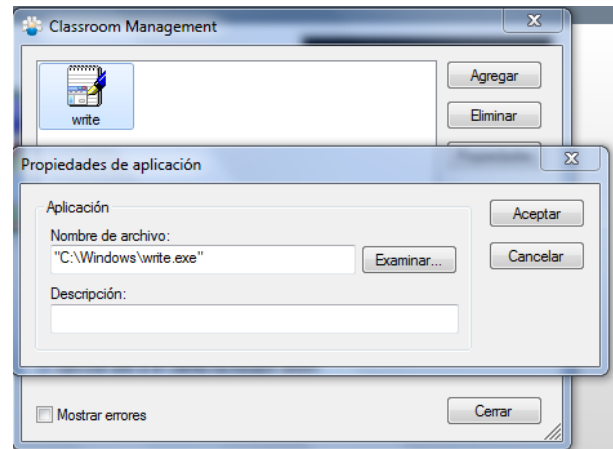 Classroom Management
Agregar
write
Eliminar
Propiedades de aplicación
Aplicación
Aceptar
Nombre de archivo:
"C:\Windows\write.exe"
Examinar...
Cancelar
Descripción:
Mostrar errores
Cerrar